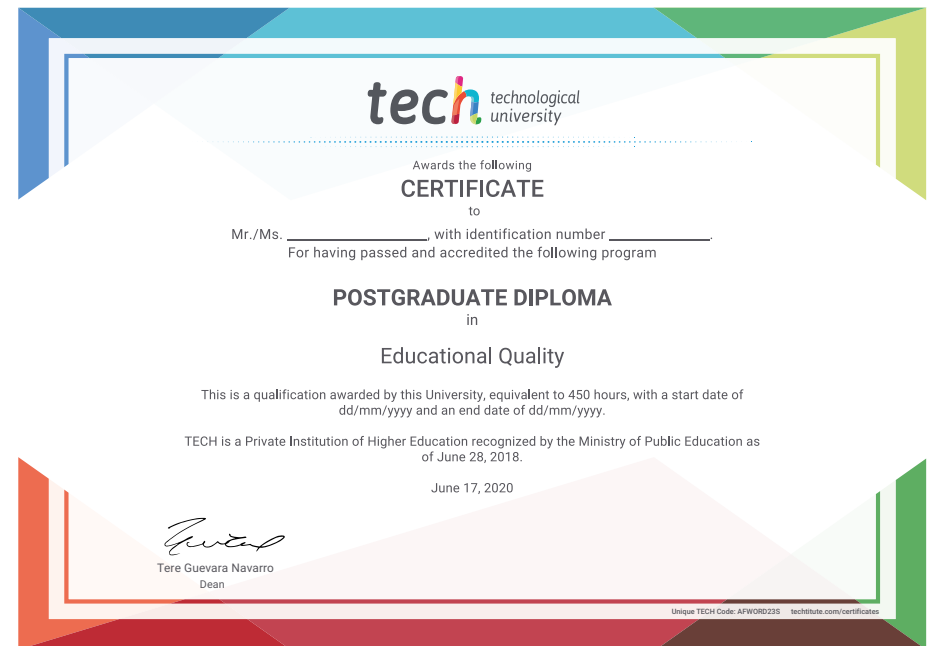 tech technological
university
Awards the following
CERTIFICATE
to
Mr./Ms. ____________________, with identification number ______________.
For having passed and accredited the following program
POSTGRADUATE DIPLOMA
in
Educational Quality
This is a qualification awarded by this University, equivalent to 450 hours, with a start date of
dd/mm/yyyy and an end date of dd/mm/yyyy.
TECH is a Private Institution of Higher Education recognized by the Ministry of Public Education as
of June 28, 2018.
June 17, 2020
Tere Guevara Navarro
Dean
Unique TECH Code: AFWORD23S techtitute.com/certificates